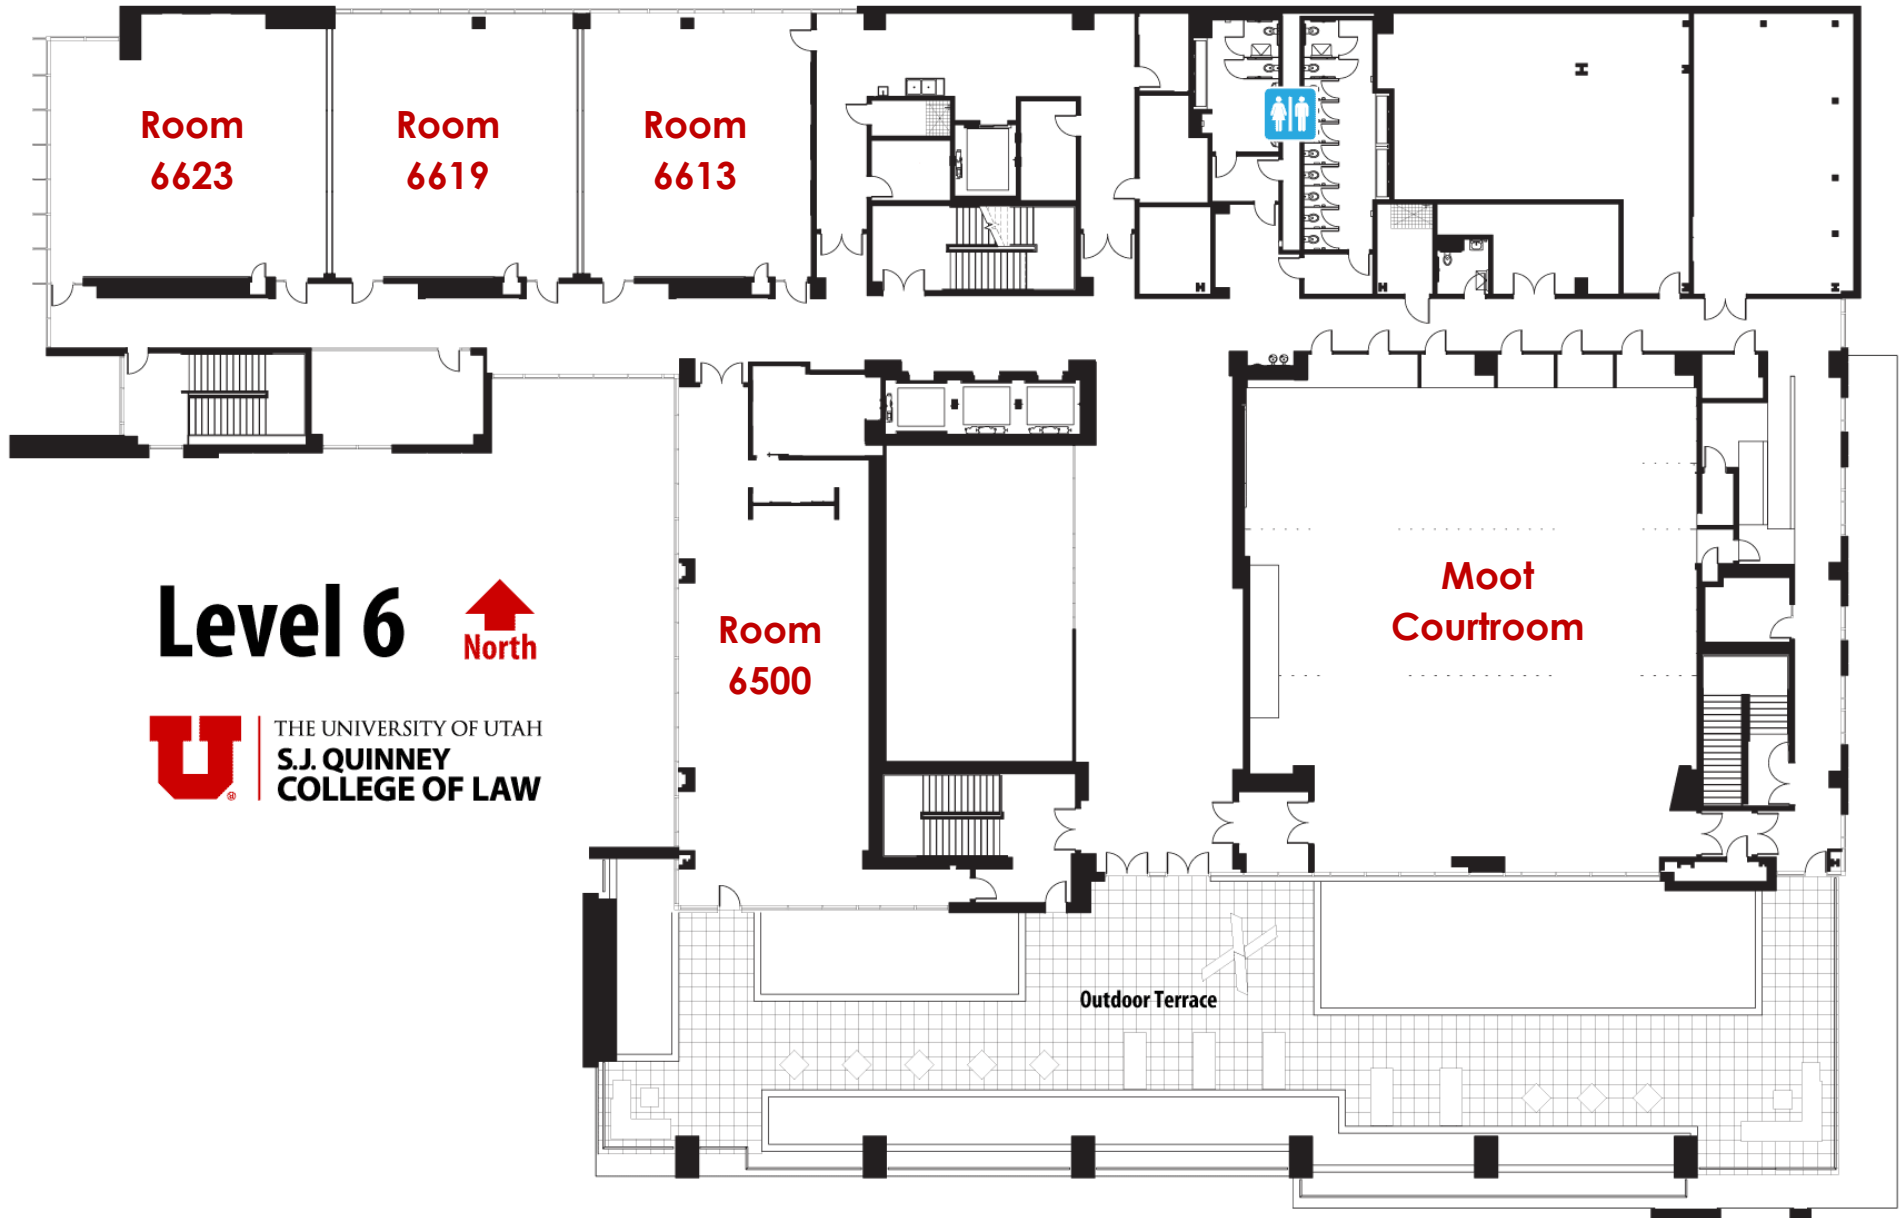 Room
6623
Room
6619
Room
6613
Level 6
North
Room
6500
Moot
Courtroom
U
®
THE UNIVERSITY OF UTAH
S.J. QUINNEY
COLLEGE OF LAW
Outdoor Terrace